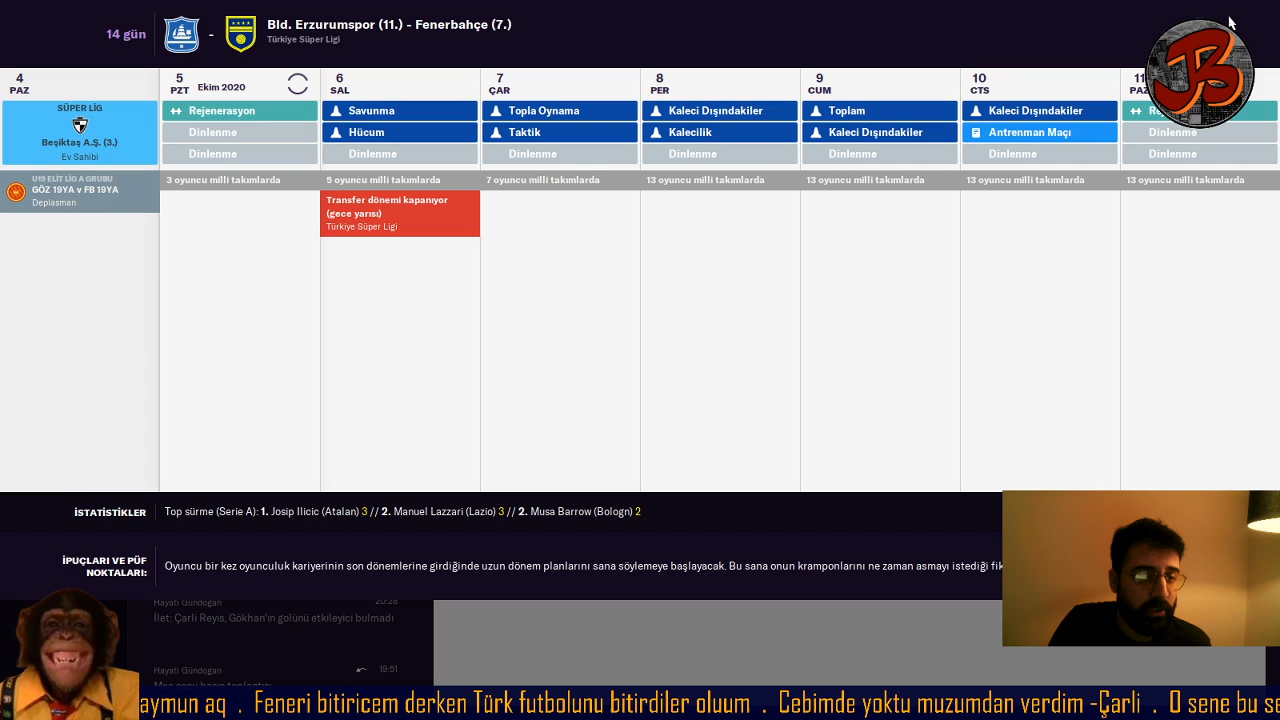 14 gün
-
Bld. Erzurumspor (11.) - Fenerbahçe (7.)
Türkiye Süper Ligi
4
PAZ
5
PZT
Ekim 2020
6
SAL
7
ÇAR
8
PER
9
CUM
10
CTS
11
PAZ
SÜPER LİG
Beşiktaş A.Ş. (3.)
Ev Sahibi
Rejenerasyon
Dinlenme
Dinlenme
Savunma
Hücum
Dinlenme
Topla Oynama
Taktik
Dinlenme
Kaleci Dışındakiler
Kalecilik
Dinlenme
Toplam
Kaleci Dışındakiler
Dinlenme
Kaleci Dışındakiler
Antrenman Maçı
Dinlenme
Dinlenme
Dinlenme
U19 ELİT LİG A GRUBU
GÖZ 19YA v FB 19YA
Deplasman
3 oyuncu milli takımlarda
5 oyuncu milli takımlarda
7 oyuncu milli takımlarda
13 oyuncu milli takımlarda
13 oyuncu milli takımlarda
13 oyuncu milli takımlarda
13 oyuncu milli takımlarda
Transfer dönemi kapanıyor
(gece yarısı)
Türkiye Süper Ligi
İSTATİSTİKLER
Top sürme (Serie A): 1. Josip Ilicic (Atalan) 3 // 2. Manuel Lazzari (Lazio) 3 // 2. Musa Barrow (Bologn) 2
İPUÇLARI VE PÜF
NOKTALARI:
Oyuncu bir kez oyunculuk kariyerinin son dönemlerine girdiğinde uzun dönem planlarını sana söylemeye başlayacak. Bu sana onun kramponlarını ne zaman asmayı istediği fik
Hayati Gündogan
20:28
İlet: Çarli Reyis, Gökhan'ın golünü etkileyici bulmadı
Hayati Gündogan
19:51
aymun aq . Feneri bitiricem derken Türk futbolunu bitirdiler oluum . Cebimde yoktu muzumdan verdim -Çarli . O sene bu se